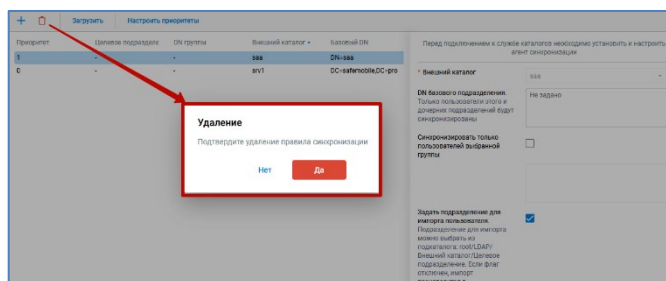 Загрузить Настроить приоритеты
Приоритет Целевое подраздел DN группы Внешний каталог Базовый DN
1 - - sss DN=sss
0 - - srv1 DC=safemobile,DC=pro
Перед подключением к службе каталогов необходимо установить и настроить
агент синхронизации
* Внешний каталог
sss
DN базового подразделения.
Только пользователи этого и
дочерних подразделений будут
синхронизированы
Не задано
Синхронизировать только
пользователей выбранной
группы
Задать подразделение для
импорта пользователя.
Подразделение для импорта
можно выбрать из
подкаталога: root/LDAP/
Внешний каталог/Целевое
подразделение. Если флаг
отключен, импорт
Удаление
Подтвердите удаление правила синхронизации
Нет Да